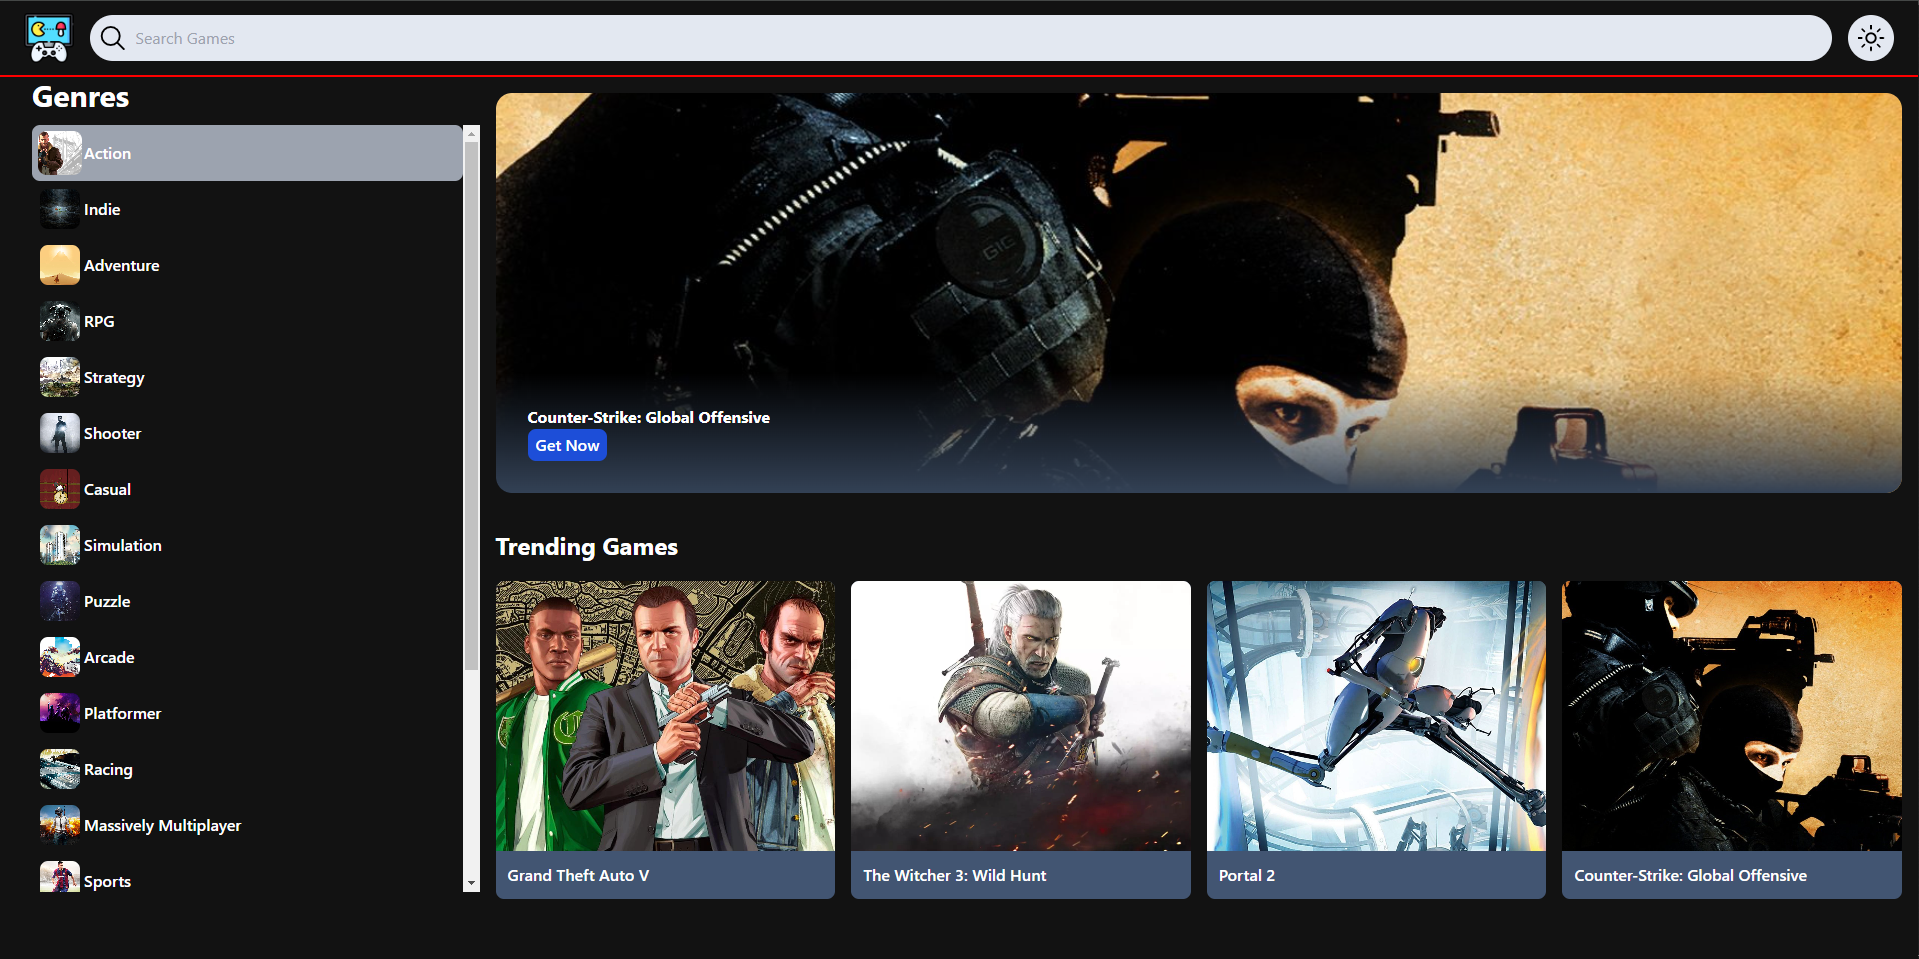 Search Games
Genres
Action
Indie
Adventure
RPG
Strategy
Shooter
Casual
Simulation
Puzzle
Arcade
Platformer
Racing
Massively Multiplayer
Sports
GIG
Counter-Strike: Global Offensive
Get Now
Trending Games
Grand Theft Auto V
The Witcher 3: Wild Hunt
Portal 2
Counter-Strike: Global Offensive